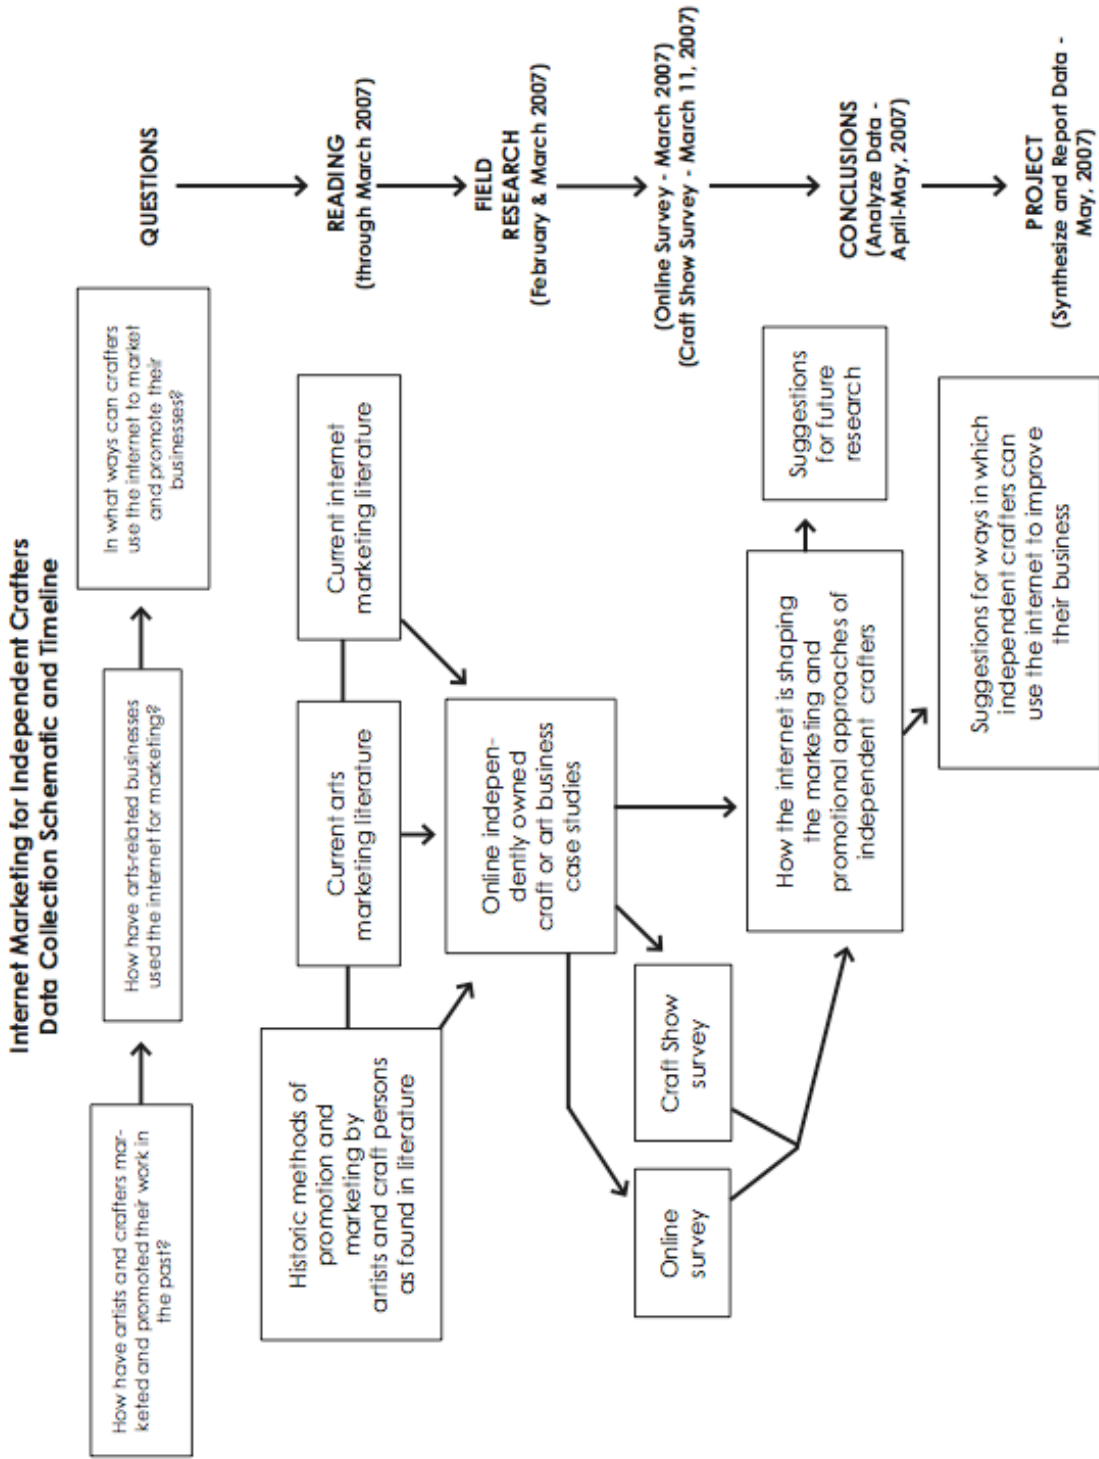 Internet Marketing for Independent Crafters
Data Collection Schematic and Timeline
How have artists and crafters mar-
keted and promoted their work in
the past?
How have arts-related businesses
used the internet for marketing?
In what ways can crafters
use the internet to market
and promote their
businesses?
QUESTIONS
Historic methods of
promotion and
marketing by
artists and craft persons
as found in literature
Current arts
marketing literature
Current internet
marketing literature
READING
(through March 2007)
Online indepen-
dently owned
craft or art business
case studies
FIELD
RESEARCH
(February & March 2007)
Online
survey
Craft Show
survey
(Online Survey - March 2007)
(Craft Show Survey - March 11, 2007)
How the internet is shaping
the marketing and
promotional approaches of
independent crafters
Suggestions
for future
research
CONCLUSIONS
(Analyze Data -
April-May, 2007)
Suggestions for ways in which
independent crafters can
use the internet to improve
their business
PROJECT
(Synthesize and Report Data -
May, 2007)